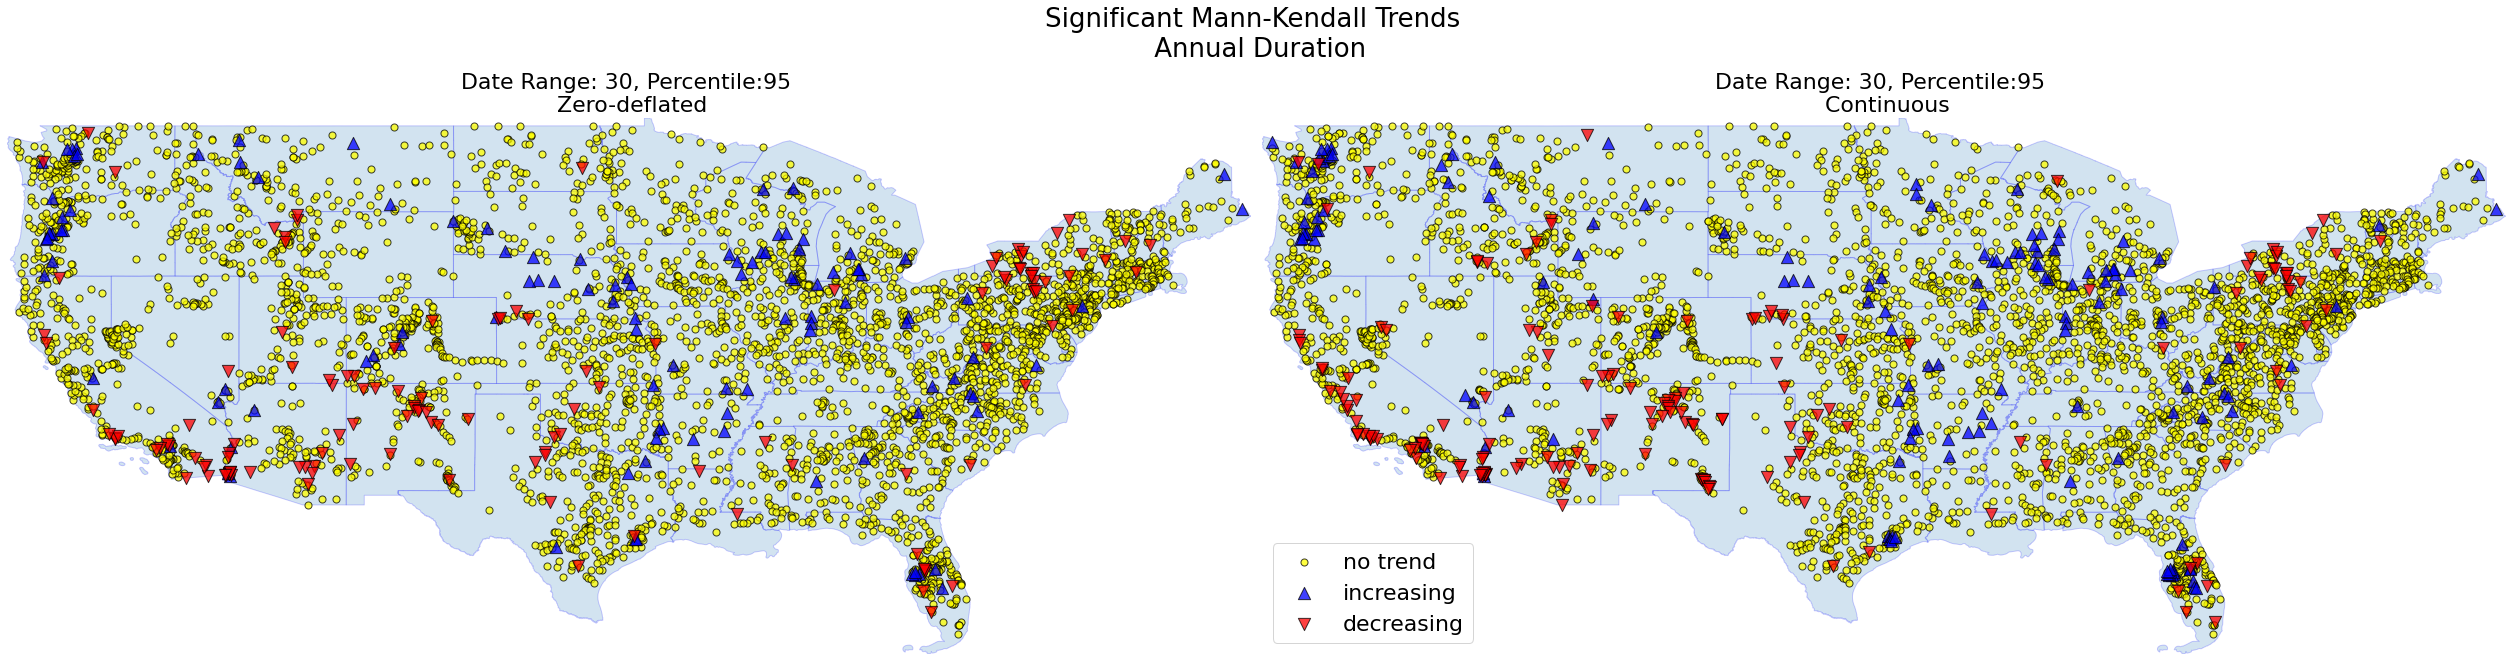 Significant Mann-Kendall Trends
Annual Duration
Date Range: 30, Percentile:95
Zero-deflated
Date Range: 30, Percentile:95
Continuous
no trend
increasing
decreasing